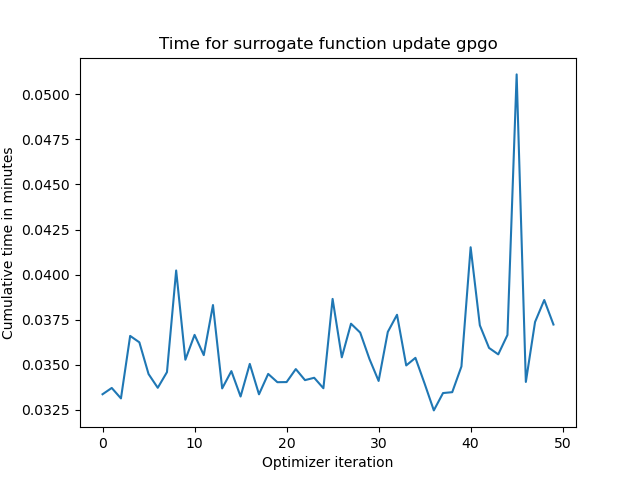 Time for surrogate function update gpgo
Cumulative time in minutes
0.0500
0.0475
0.0450
0.0425
0.0400
0.0375
0.0350
0.0325
0 10 20 30 40 50
Optimizer iteration